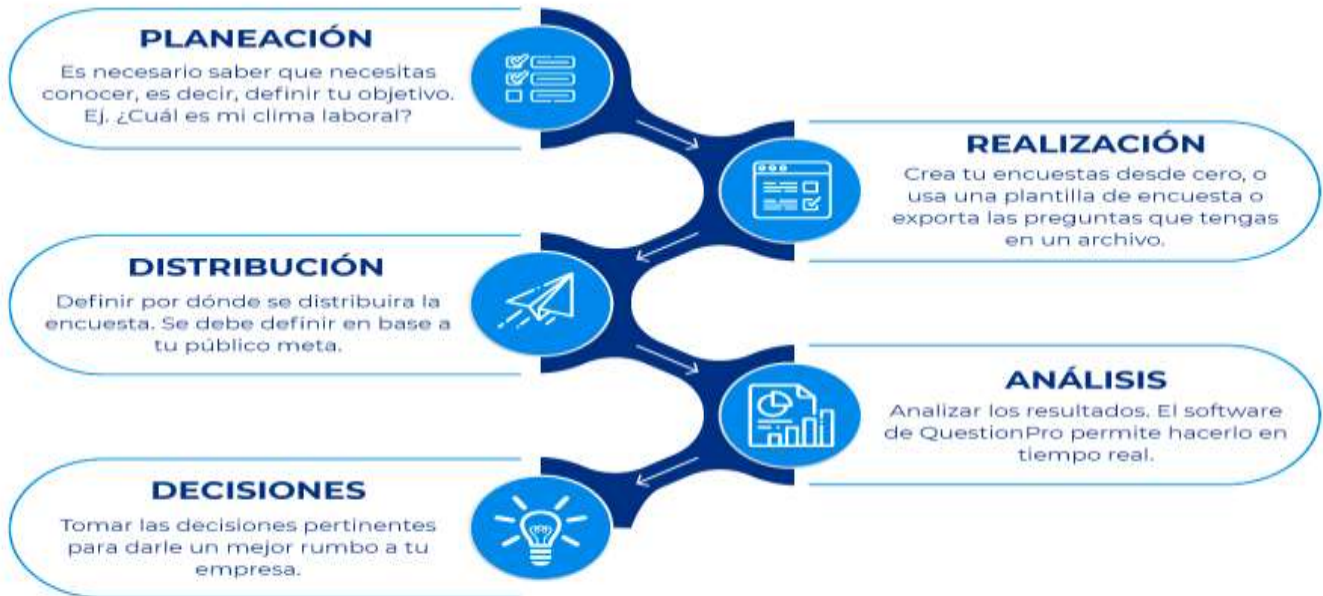 PLANEACIÓN
Es necesario saber que necesitas
conocer, es decir, definir tu objetivo.
Ej. ¿Cuál es mi clima laboral?
REALIZACIÓN
Crea tu encuestas desde cero, o
usa una plantilla de encuesta o
exporta las preguntas que tengas
en un archivo.
DISTRIBUCIÓN
Definir por dónde se distribuira la
encuesta. Se debe definir en base a
tu público meta.
ANÁLISIS
Analizar los resultados. El software
de QuestionPro permite hacerlo en
tiempo real.
DECISIONES
Tomar las decisiones pertinentes
para darle un mejor rumbo a tu
empresa.